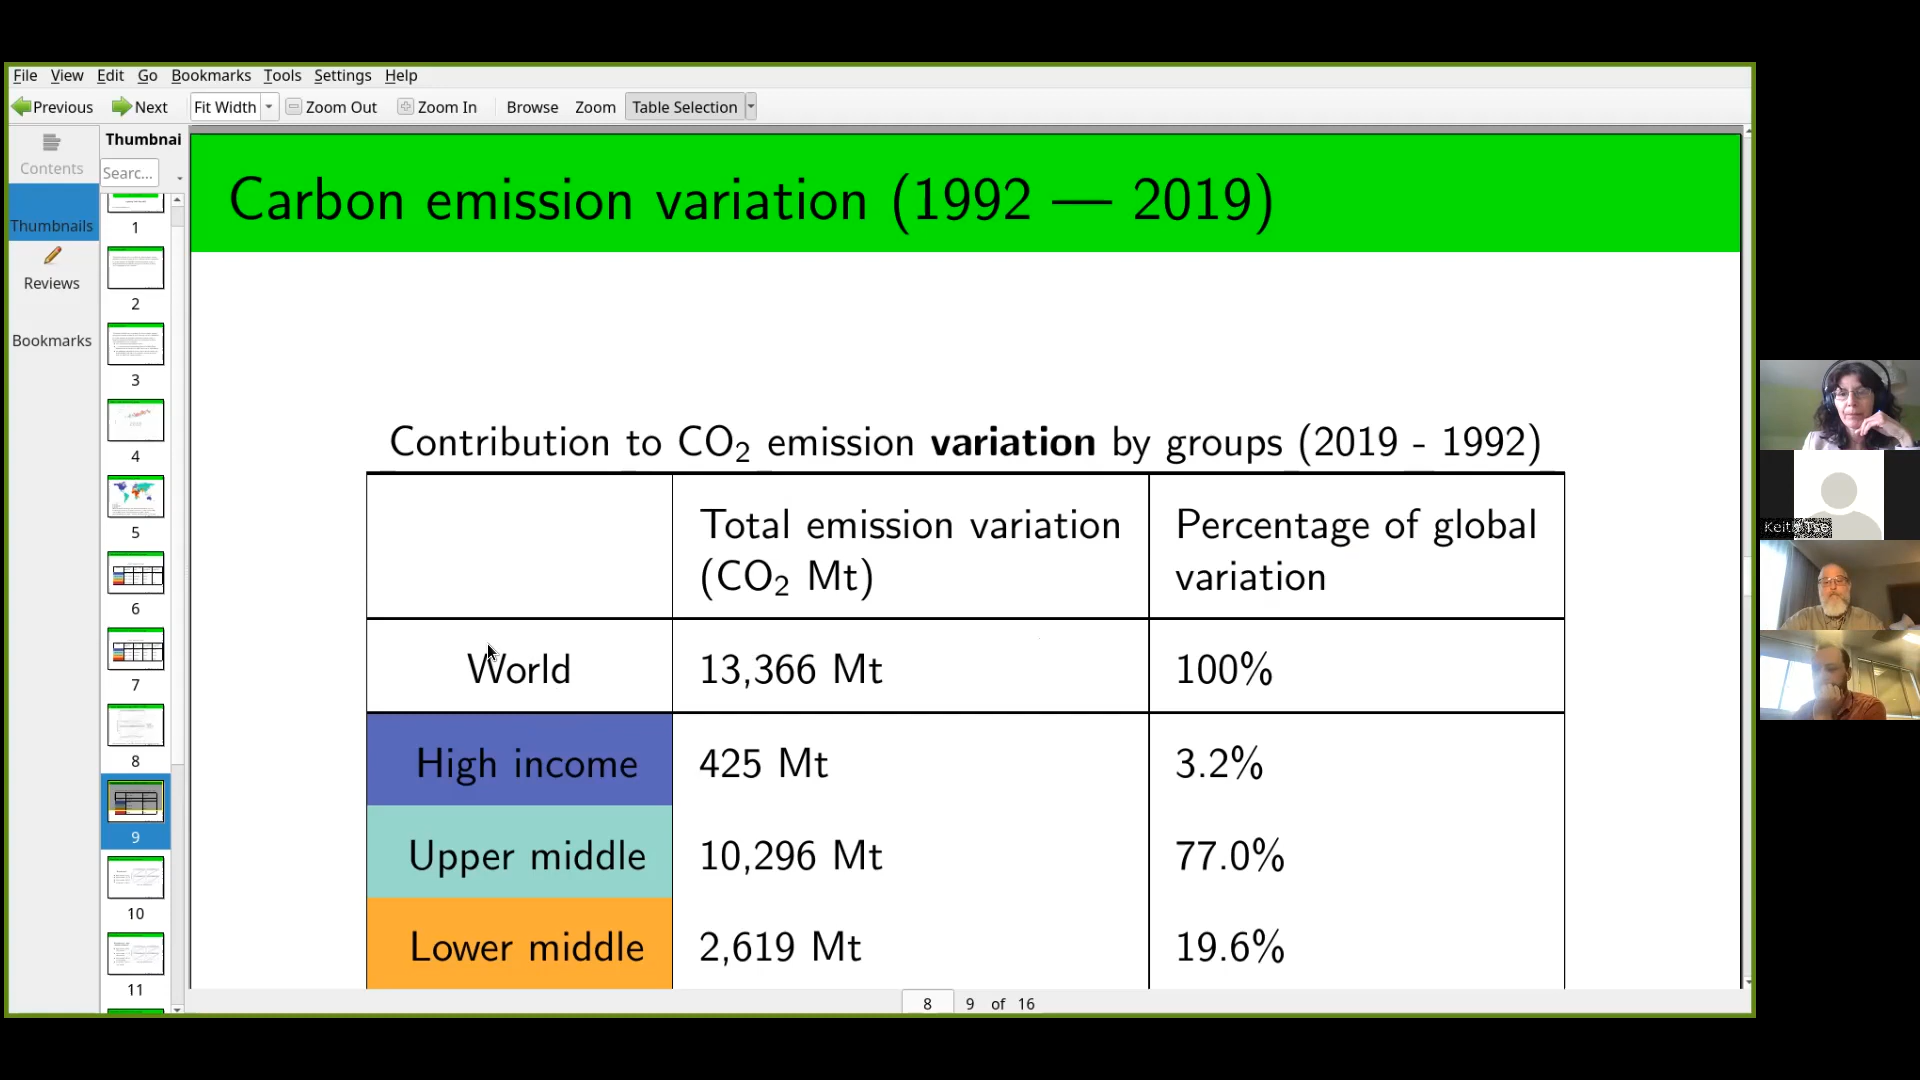 File View Edit Go Bookmarks Tools Settings Help
Previous Next Fit Width Zoom Out Zoom In Browse Zoom Table Selection
Contents
Thumbnails
Reviews
Bookmarks
Thumbnai
Searc...
1
2
3
4
5
6
7
8
9
10
11
Carbon emission variation (1992 — 2019)
Contribution to CO₂ emission variation by groups (2019 - 1992)
Total emission variation (CO₂ Mt)
Percentage of global variation
World 13,366 Mt 100%
High income 425 Mt 3.2%
Upper middle 10,296 Mt 77.0%
Lower middle 2,619 Mt 19.6%
8 9 of 16